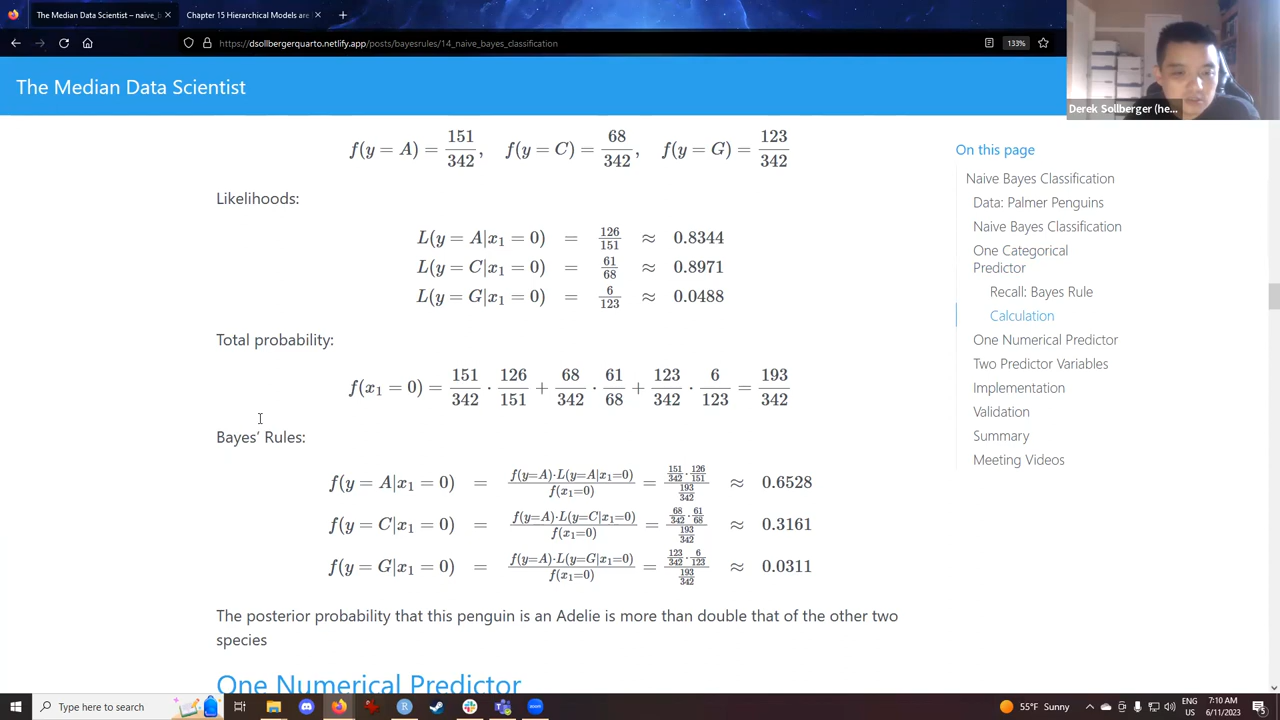 The Median Data Scientist – naive_b
Chapter 15 Hierarchical Models are
https://dsollbergerquarto.netlify.app/posts/bayesrules/14_naive_bayes_classification
133%
The Median Data Scientist
Derek Sollberger (he...
f(y = A) = 151/342, f(y = C) = 68/342, f(y = G) = 123/342
Likelihoods:
L(y = A|x₁ = 0) = 126/151 ≈ 0.8344
L(y = C|x₁ = 0) = 61/68 ≈ 0.8971
L(y = G|x₁ = 0) = 6/123 ≈ 0.0488
Total probability:
f(x₁ = 0) = 151/342 · 126/151 + 68/342 · 61/68 + 123/342 · 6/123 = 193/342
Bayes’ Rules:
f(y = A|x₁ = 0) = f(y=A)·L(y=A|x₁=0)/f(x₁=0) = (151/342 · 126/151)/(193/342) ≈ 0.6528
f(y = C|x₁ = 0) = f(y=A)·L(y=C|x₁=0)/f(x₁=0) = (68/342 · 61/68)/(193/342) ≈ 0.3161
f(y = G|x₁ = 0) = f(y=A)·L(y=G|x₁=0)/f(x₁=0) = (123/342 · 6/123)/(193/342) ≈ 0.0311
The posterior probability that this penguin is an Adelie is more than double that of the other two
species
One Numerical Predictor
On this page
Naive Bayes Classification
Data: Palmer Penguins
Naive Bayes Classification
One Categorical
Predictor
Recall: Bayes Rule
Calculation
One Numerical Predictor
Two Predictor Variables
Implementation
Validation
Summary
Meeting Videos
Type here to search
zoom
55°F Sunny
ENG
US
7:10 AM
6/11/2023